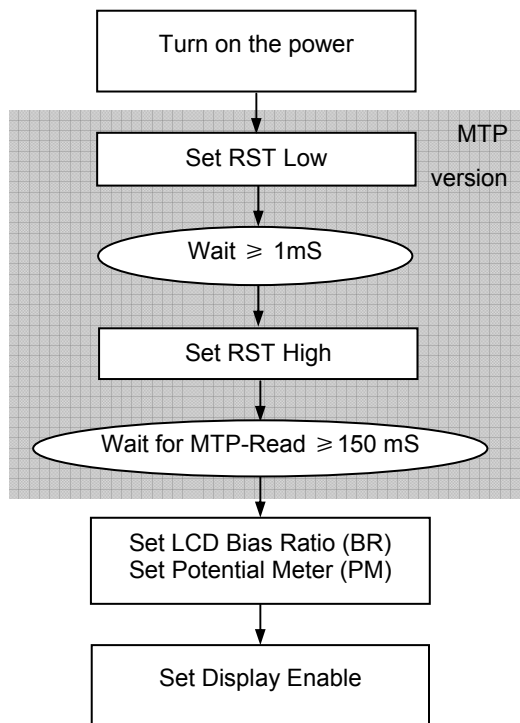 Turn on the power
MTP
version
Set RST Low
Wait ≥ 1mS
Set RST High
Wait for MTP-Read ≥150 mS
Set LCD Bias Ratio (BR)
Set Potential Meter (PM)
Set Display Enable